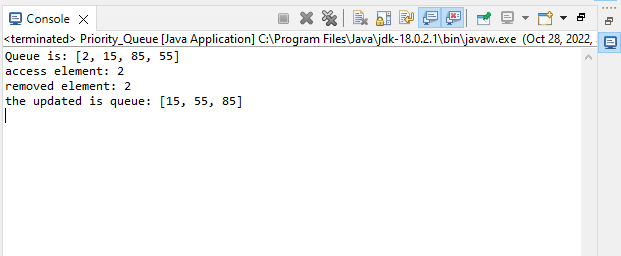 Console
<terminated> Priority_Queue [Java Application] C:\Program Files\Java\jdk-18.0.2.1\bin\javaw.exe (Oct 28, 2022,
Queue is: [2, 15, 85, 55]
access element: 2
removed element: 2
the updated is queue: [15, 55, 85]